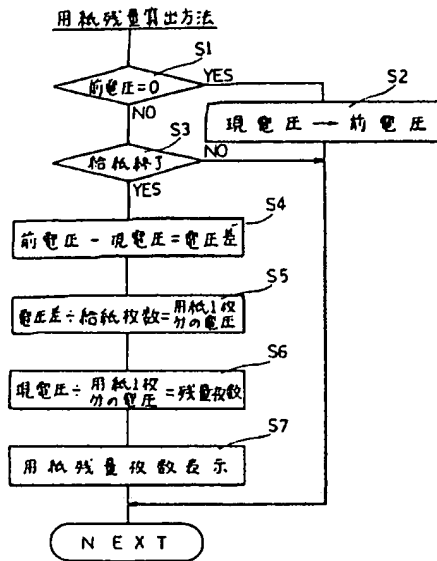 用紙残量算出方法
S1
前電圧=0
YES
S2
NO
現電圧→前電圧
S3
給紙終了
NO
YES
S4
前電圧-現電圧=電圧差
S5
電圧差÷給紙枚数=用紙1枚分の電圧
S6
現電圧÷用紙1枚分の電圧=残量枚数
S7
用紙残量枚数表示
NEXT